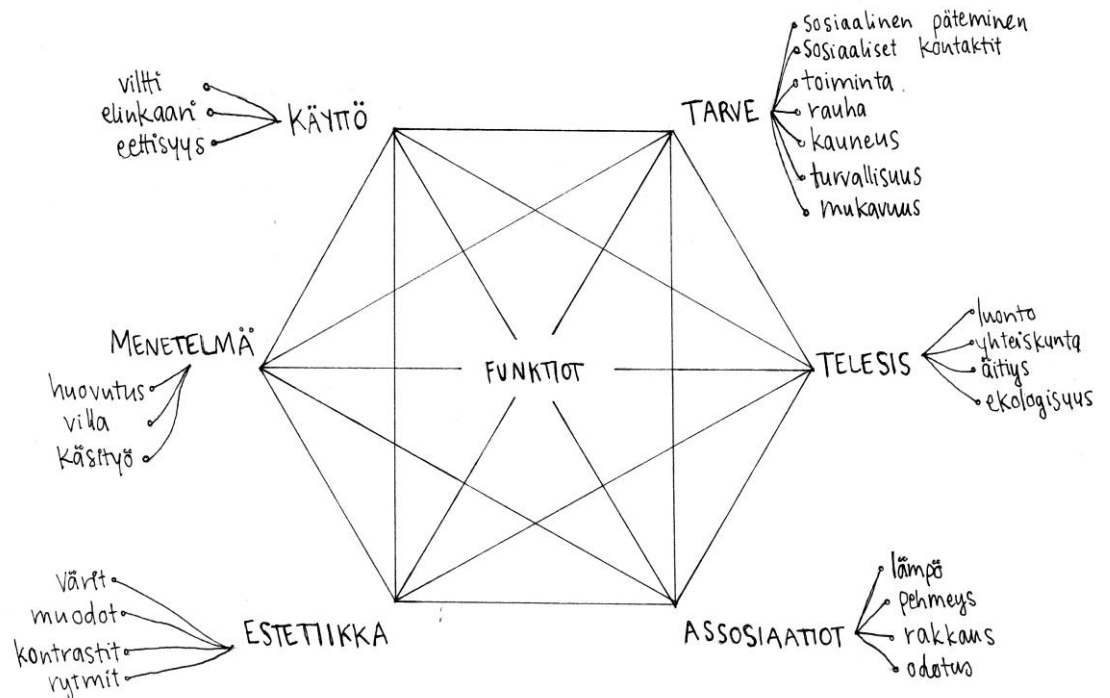 viltti
elinkaari
eettisyys
KÄYTTÖ
TARVE
sosiaalinen päteminen
sosiaaliset kontaktit
toiminta
rauha
kauneus
turvallisuus
mukavuus
MENETELMÄ
huovutus
villa
käsityö
FUNKTIOT
TELESIS
luonto
yhteiskunta
äitiys
ekologisuus
värit
muodot
kontrastit
rytmit
ESTETIIKKA
ASSOSIAATIOT
lämpö
pehmeys
rakkaus
odotus